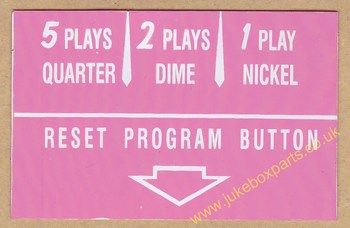 5 PLAYS 2 PLAYS 1 PLAY
QUARTER DIME NICKEL
RESET PROGRAM BUTTON
www.jukeboxparts.co.uk